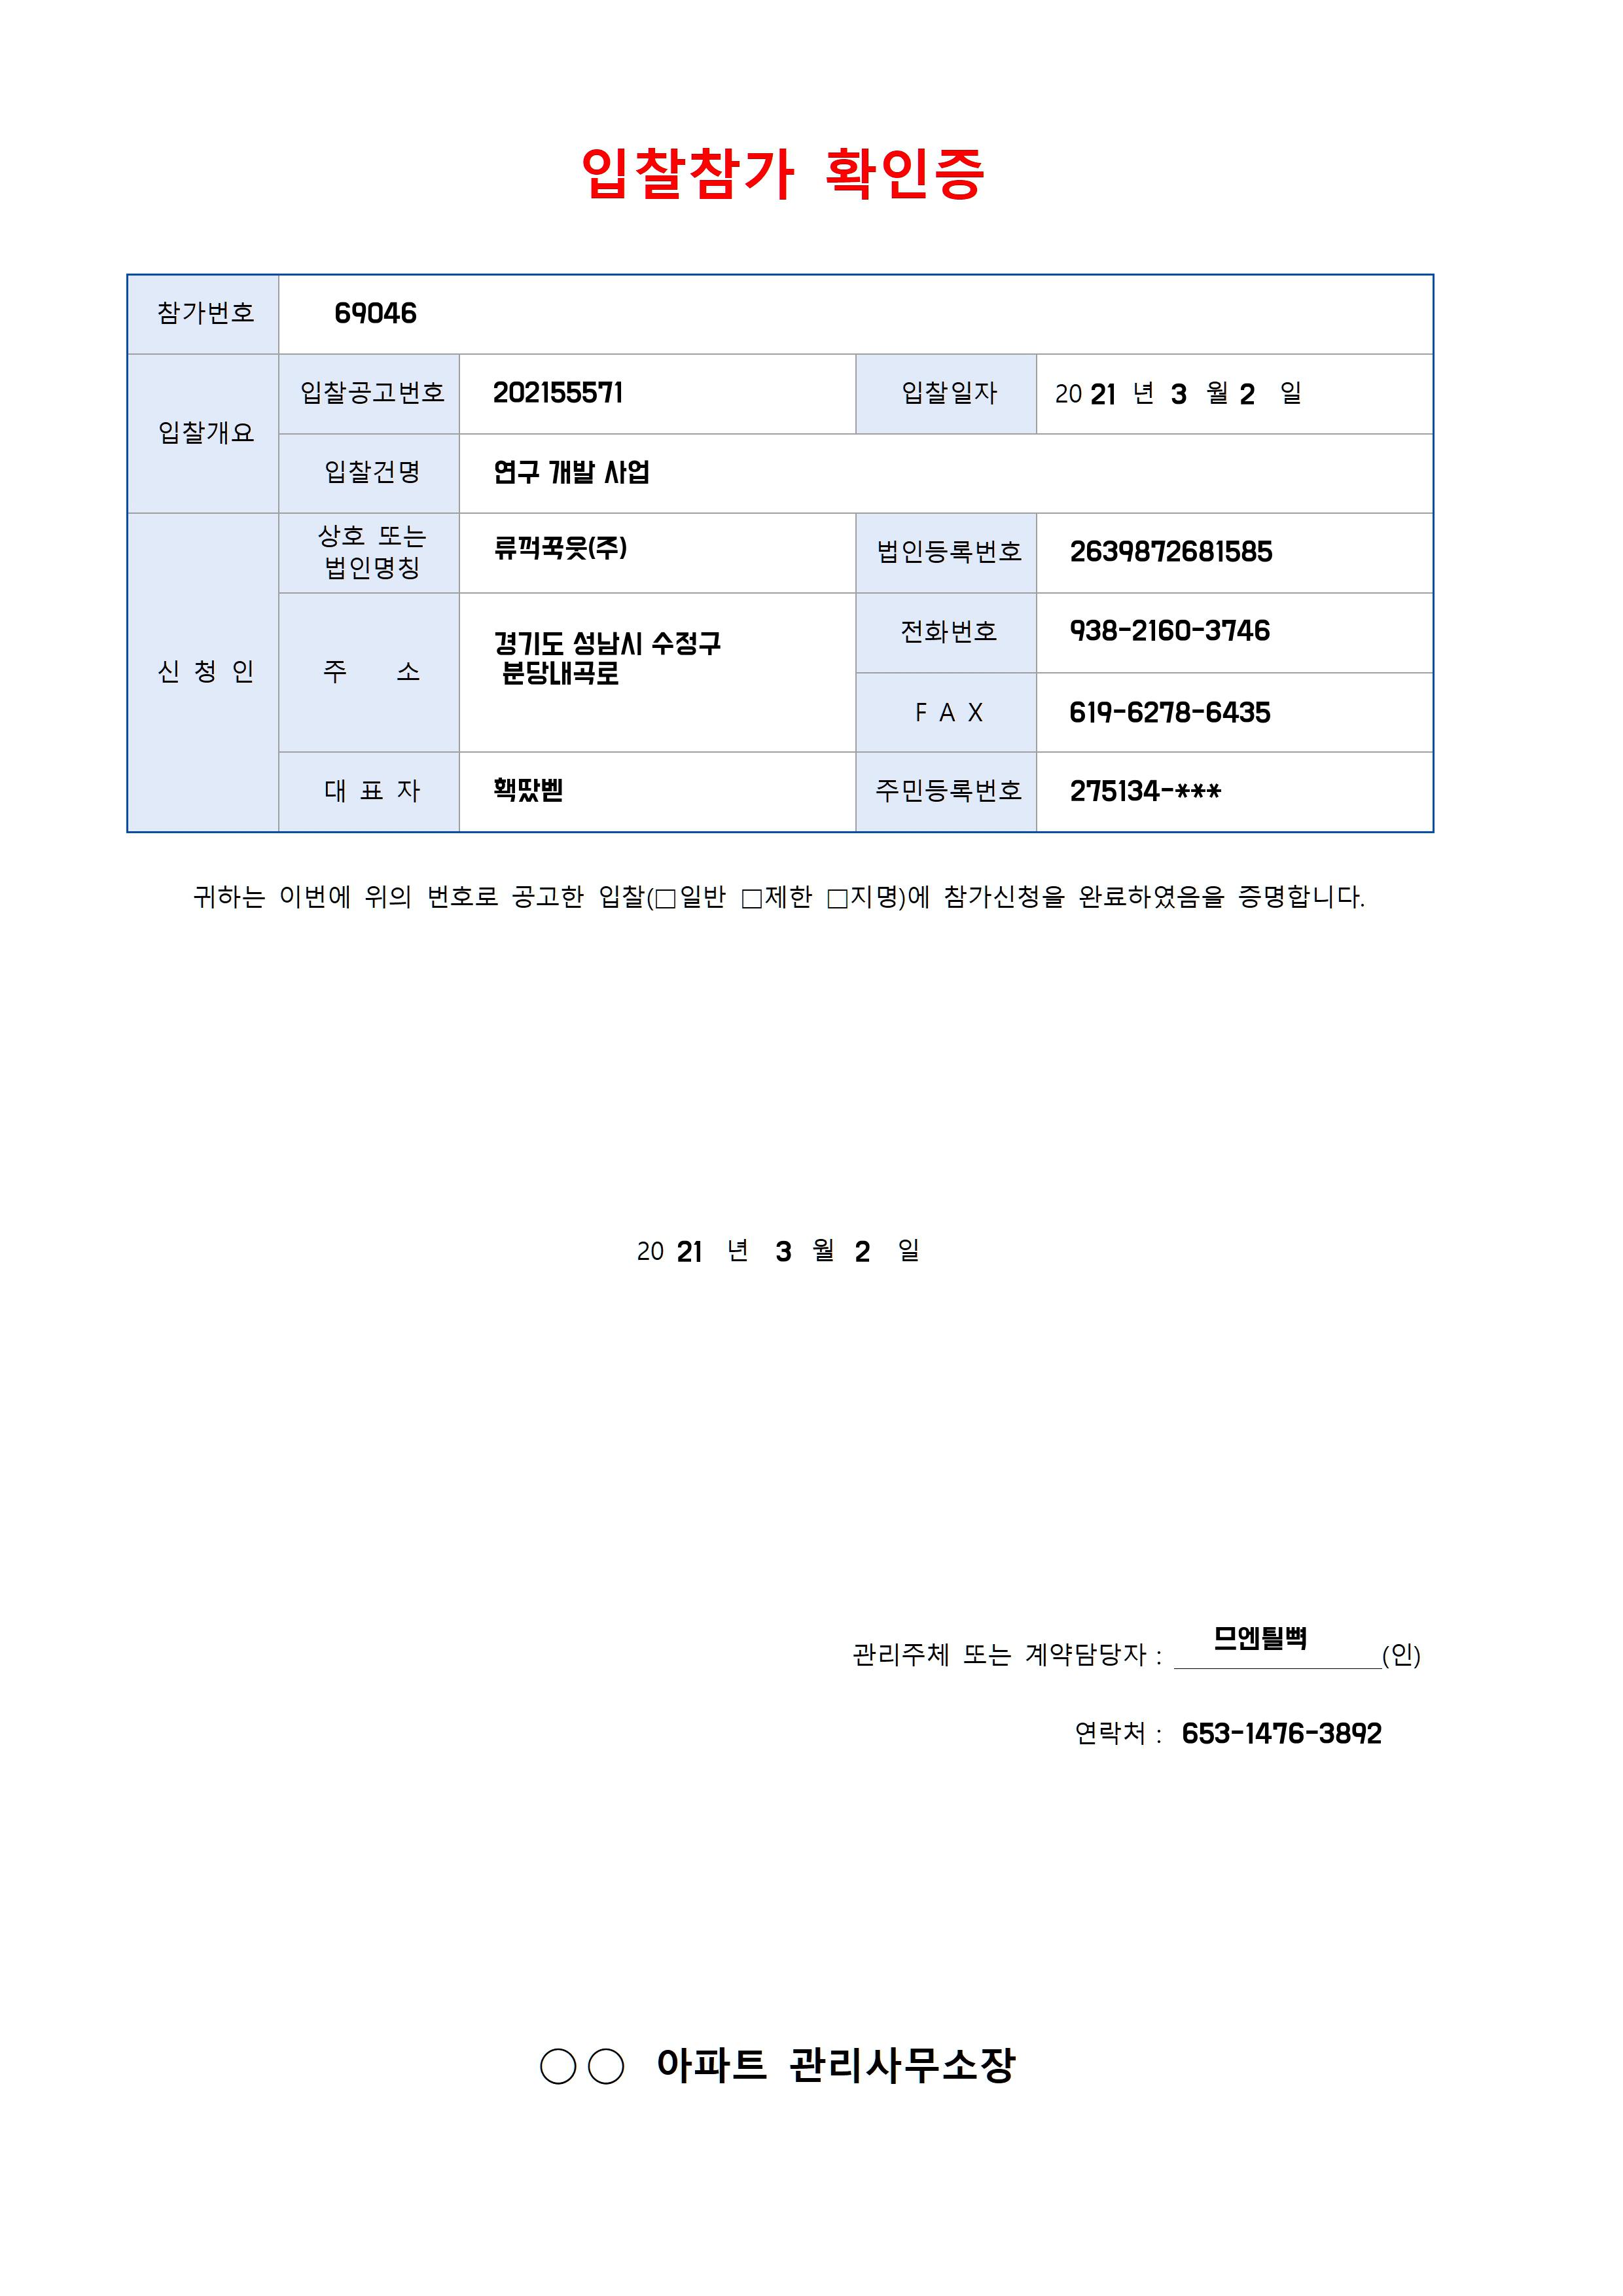 입찰참가 확인증
참가번호 69046
입찰개요 입찰공고번호 202155571 입찰일자 20 21 년 3 월 2 일
입찰건명 연구 개발 사업
신 청 인 상호 또는 법인명칭 류꺽꾹읏(주) 법인등록번호 2639872681585
주 소 경기도 성남시 수정구 전화번호 938-2160-3746
분당내곡로
F A X 619-6278-6435
대 표 자 주민등록번호 275134-***
귀하는 이번에 위의 번호로 공고한 입찰(□일반 □제한 □지명)에 참가신청을 완료하였음을 증명합니다.
20 21 년 3 월 2 일
관리주체 또는 계약담당자 : (인)
연락처 : 653-1476-3892
○○ 아파트 관리사무소장